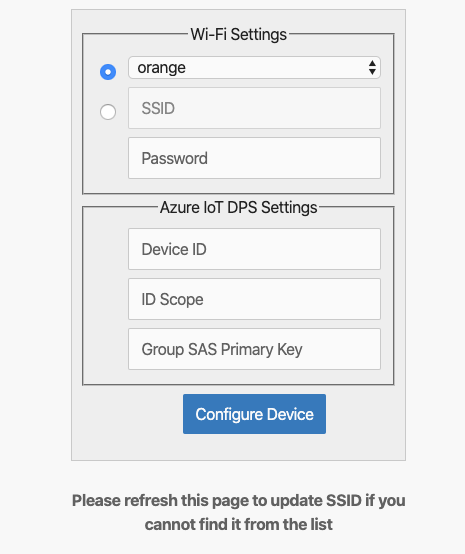 Wi-Fi Settings
orange
SSID
Password
Azure IoT DPS Settings
Device ID
ID Scope
Group SAS Primary Key
Configure Device
Please refresh this page to update SSID if you
cannot find it from the list